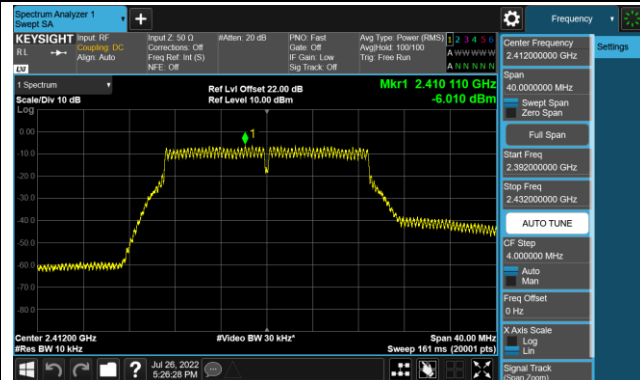 Spectrum Analyzer 1
Swept SA
Frequency
KEYSIGHT
RL
LXI
Input: RF
Coupling: DC
Align: Auto
Input Z: 50 Ω
Corrections: Off
Freq Ref: Int (S)
NFE: Off
#Atten: 20 dB
PNO: Fast
Gate: Off
IF Gain: Low
Sig Track: Off
Avg Type: Power (RMS)
Avg|Hold: 100/100
Trig: Free Run
1 2 3 4 5 6
A W W W W W
A N N N N N
1 Spectrum
Scale/Div 10 dB
Log
Ref Lvl Offset 22.00 dB
Ref Level 10.00 dBm
Mkr1 2.410 110 GHz
-6.010 dBm
1
0.00
-10.0
-20.0
-30.0
-40.0
-50.0
-60.0
-70.0
-80.0
Center 2.41200 GHz
#Res BW 10 kHz
#Video BW 30 kHz*
Span 40.00 MHz
Sweep 161 ms (20001 pts)
Jul 26, 2022
5:26:28 PM
Center Frequency
2.412000000 GHz
Settings
Span
40.0000000 MHz
Swept Span
Zero Span
Full Span
Start Freq
2.392000000 GHz
Stop Freq
2.432000000 GHz
AUTO TUNE
CF Step
4.000000 MHz
Auto
Man
Freq Offset
0 Hz
X Axis Scale
Log
Lin
Signal Track
(Span Zoom)